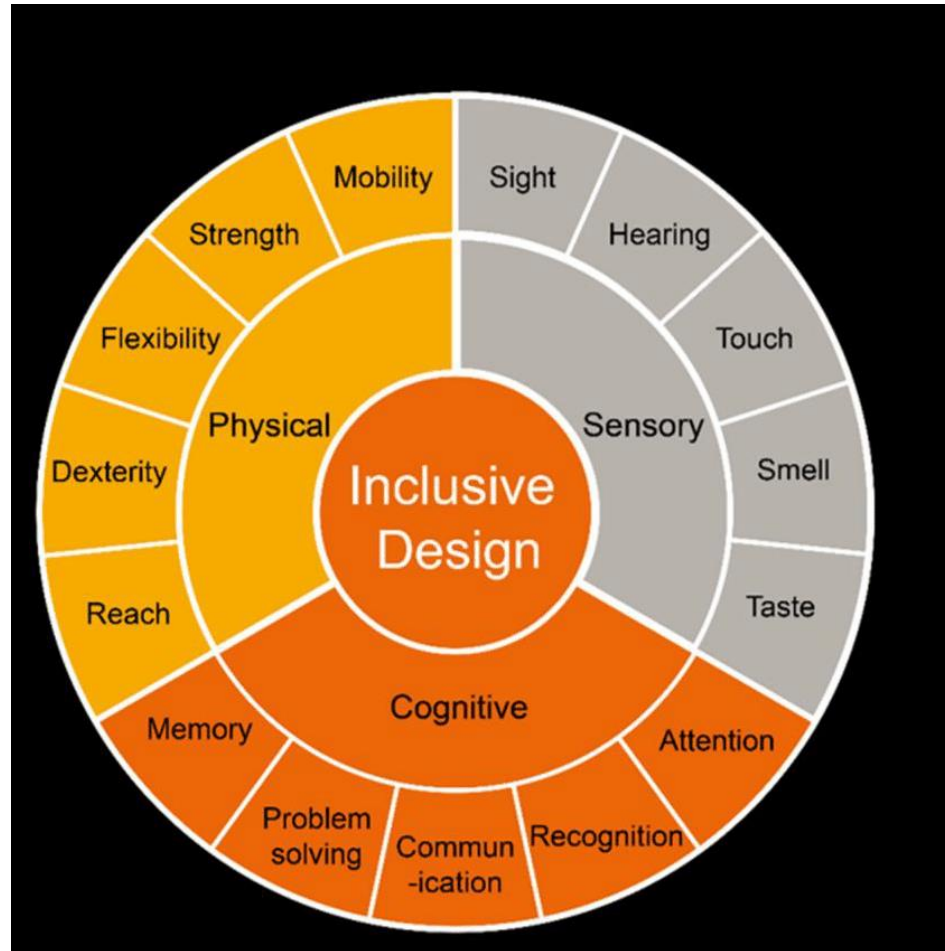 Inclusive
Design
Physical
Mobility
Strength
Flexibility
Dexterity
Reach
Sensory
Sight
Hearing
Touch
Smell
Taste
Cognitive
Memory
Problem
solving
Commun
-ication
Recognition
Attention